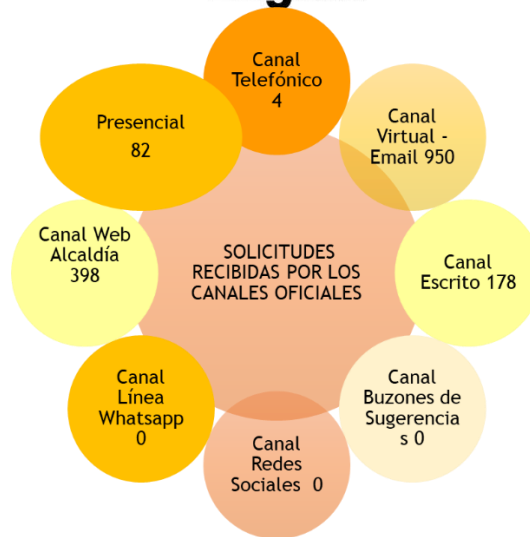 Canal
Telefónico
4
Canal
Virtual -
Email 950
Canal
Escrito 178
Canal
Buzones de
Sugerencia
s 0
Canal
Redes
Sociales 0
Canal
Línea
Whatsapp
0
Canal Web
Alcaldía
398
Presencial
82
SOLICITUDES
RECIBIDAS POR LOS
CANALES OFICIALES